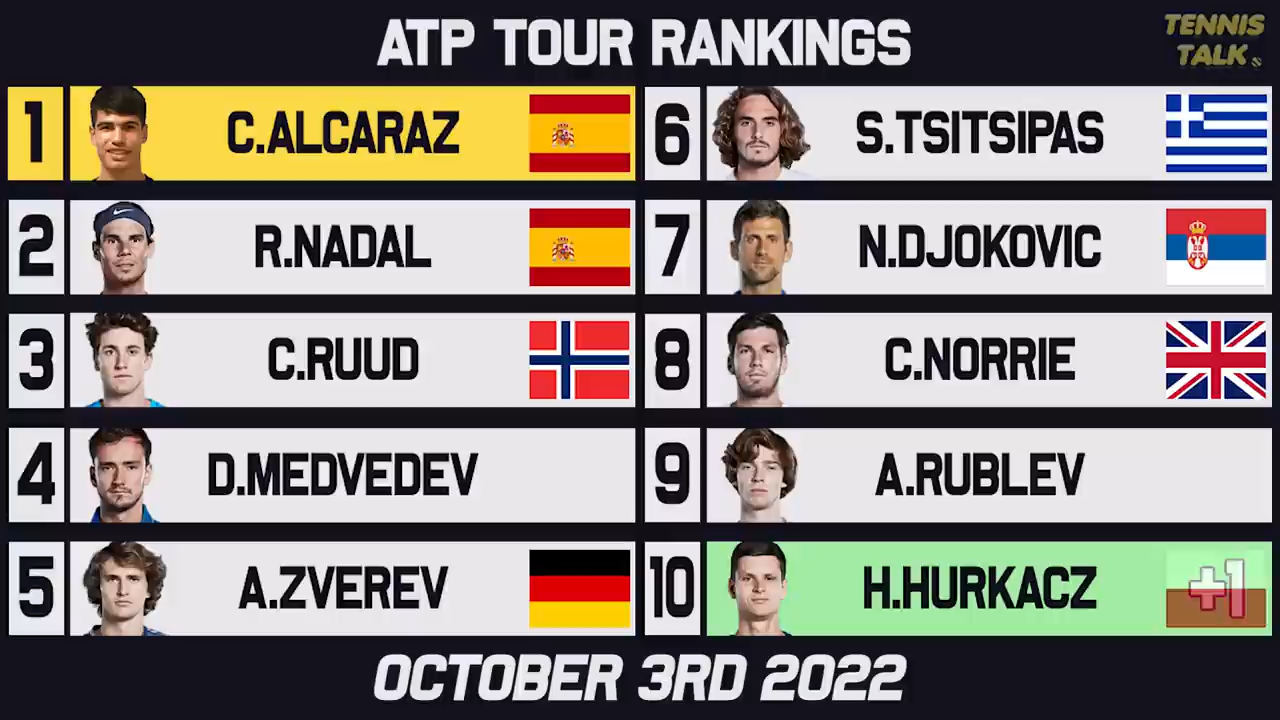 ATP TOUR RANKINGS
TENNIS
TALK
1 C.ALCARAZ
2 R.NADAL
3 C.RUUD
4 D.MEDVEDEV
5 A.ZVEREV
6 S.TSITSIPAS
7 N.DJOKOVIC
8 C.NORRIE
9 A.RUBLEV
10 H.HURKACZ +1
OCTOBER 3RD 2022